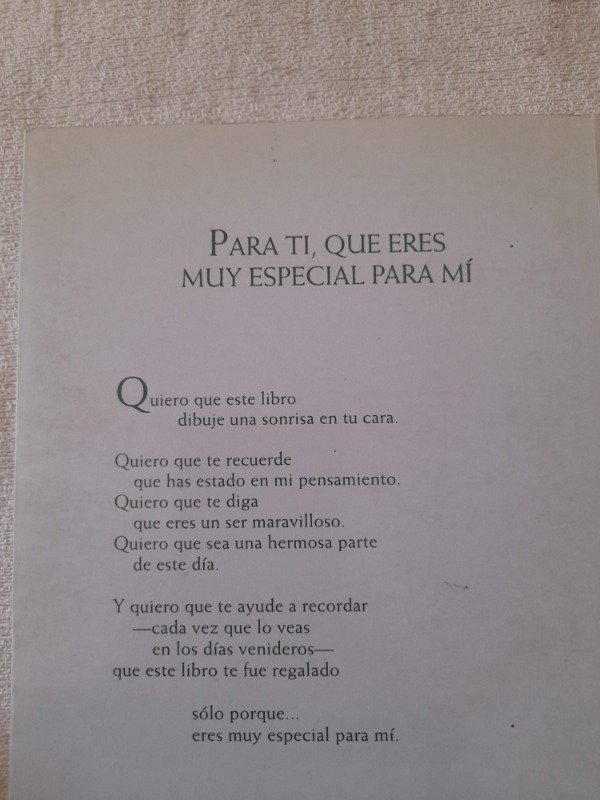 PARA TI, QUE ERES
MUY ESPECIAL PARA MÍ
Quiero que este libro
dibuje una sonrisa en tu cara.
Quiero que te recuerde
que has estado en mi pensamiento.
Quiero que te diga
que eres un ser maravilloso.
Quiero que sea una hermosa parte
de este día.
Y quiero que te ayude a recordar
—cada vez que lo veas
en los días venideros—
que este libro te fue regalado
sólo porque...
eres muy especial para mí.